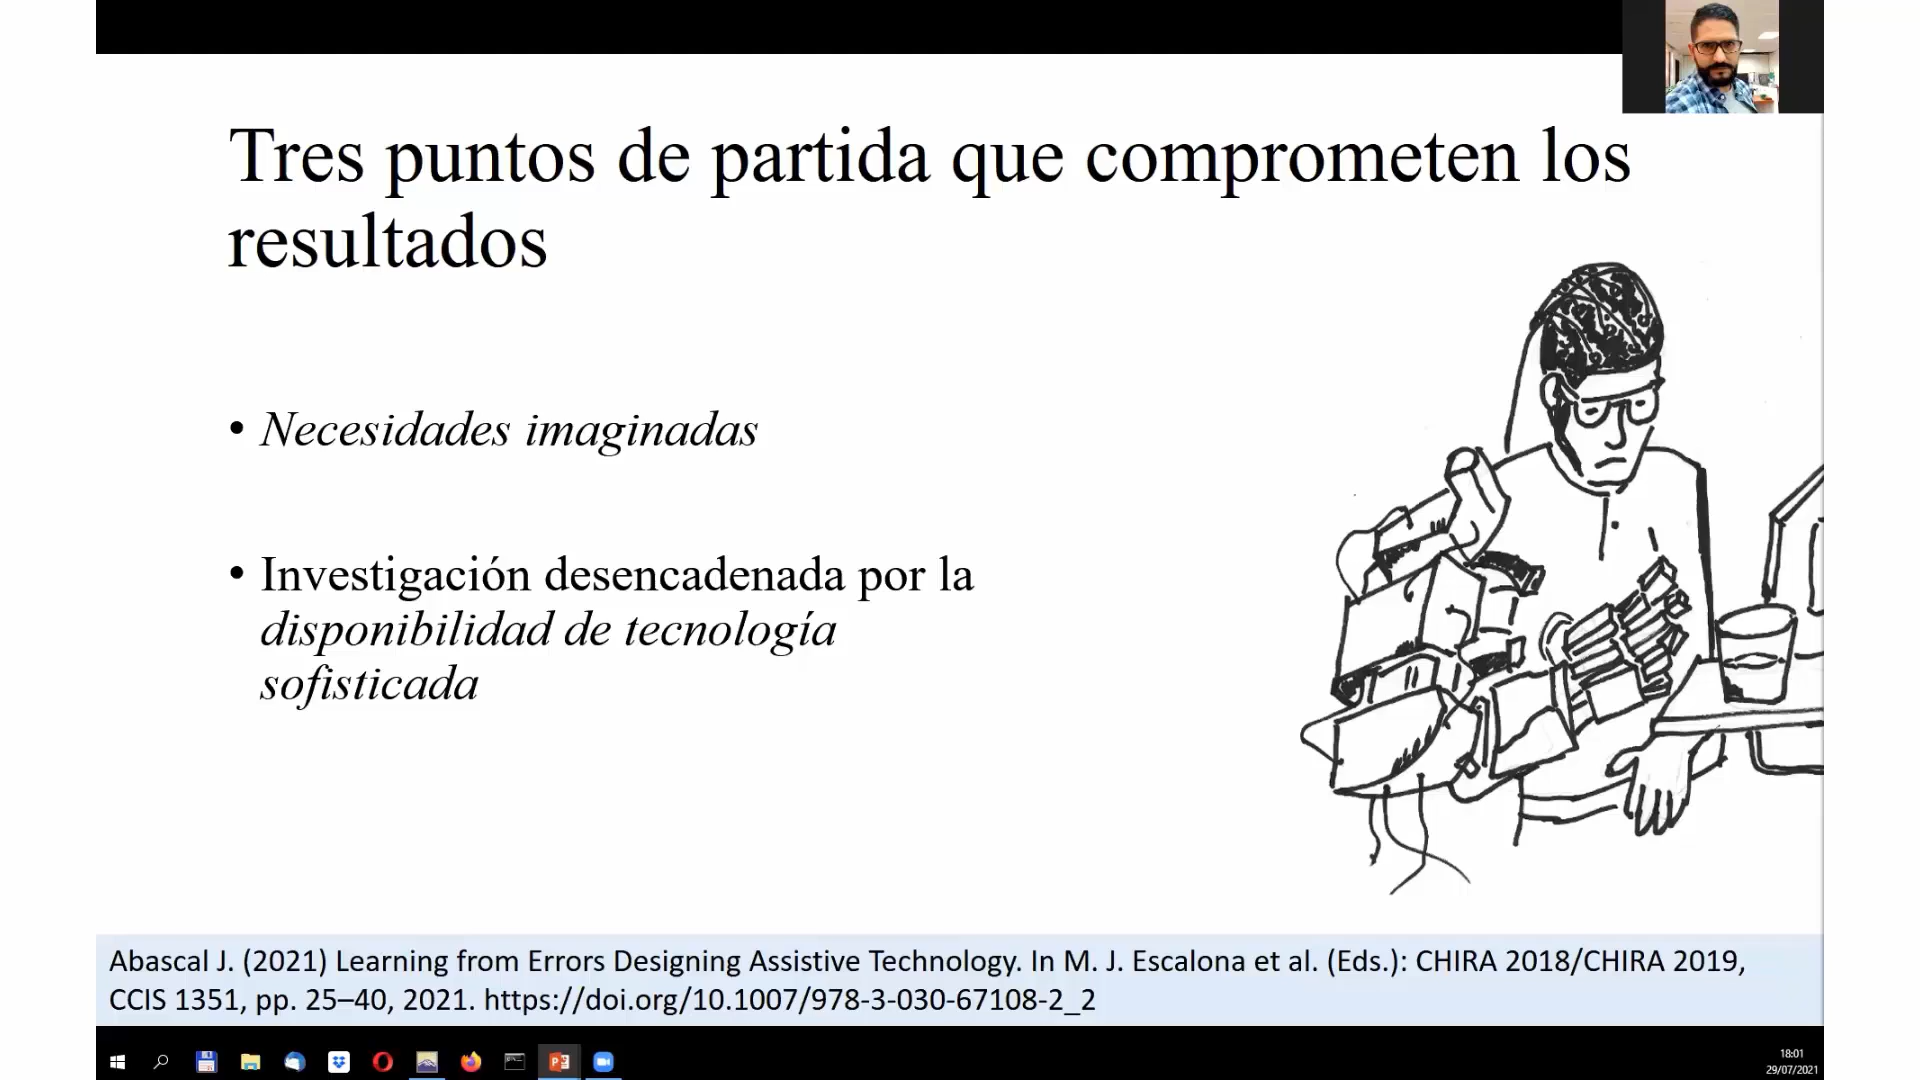 Tres puntos de partida que comprometen los
resultados
• Necesidades imaginadas
• Investigación desencadenada por la
disponibilidad de tecnología
sofisticada
Abascal J. (2021) Learning from Errors Designing Assistive Technology. In M. J. Escalona et al. (Eds.): CHIRA 2018/CHIRA 2019,
CCIS 1351, pp. 25–40, 2021. https://doi.org/10.1007/978-3-030-67108-2_2
18:01
29/07/2021